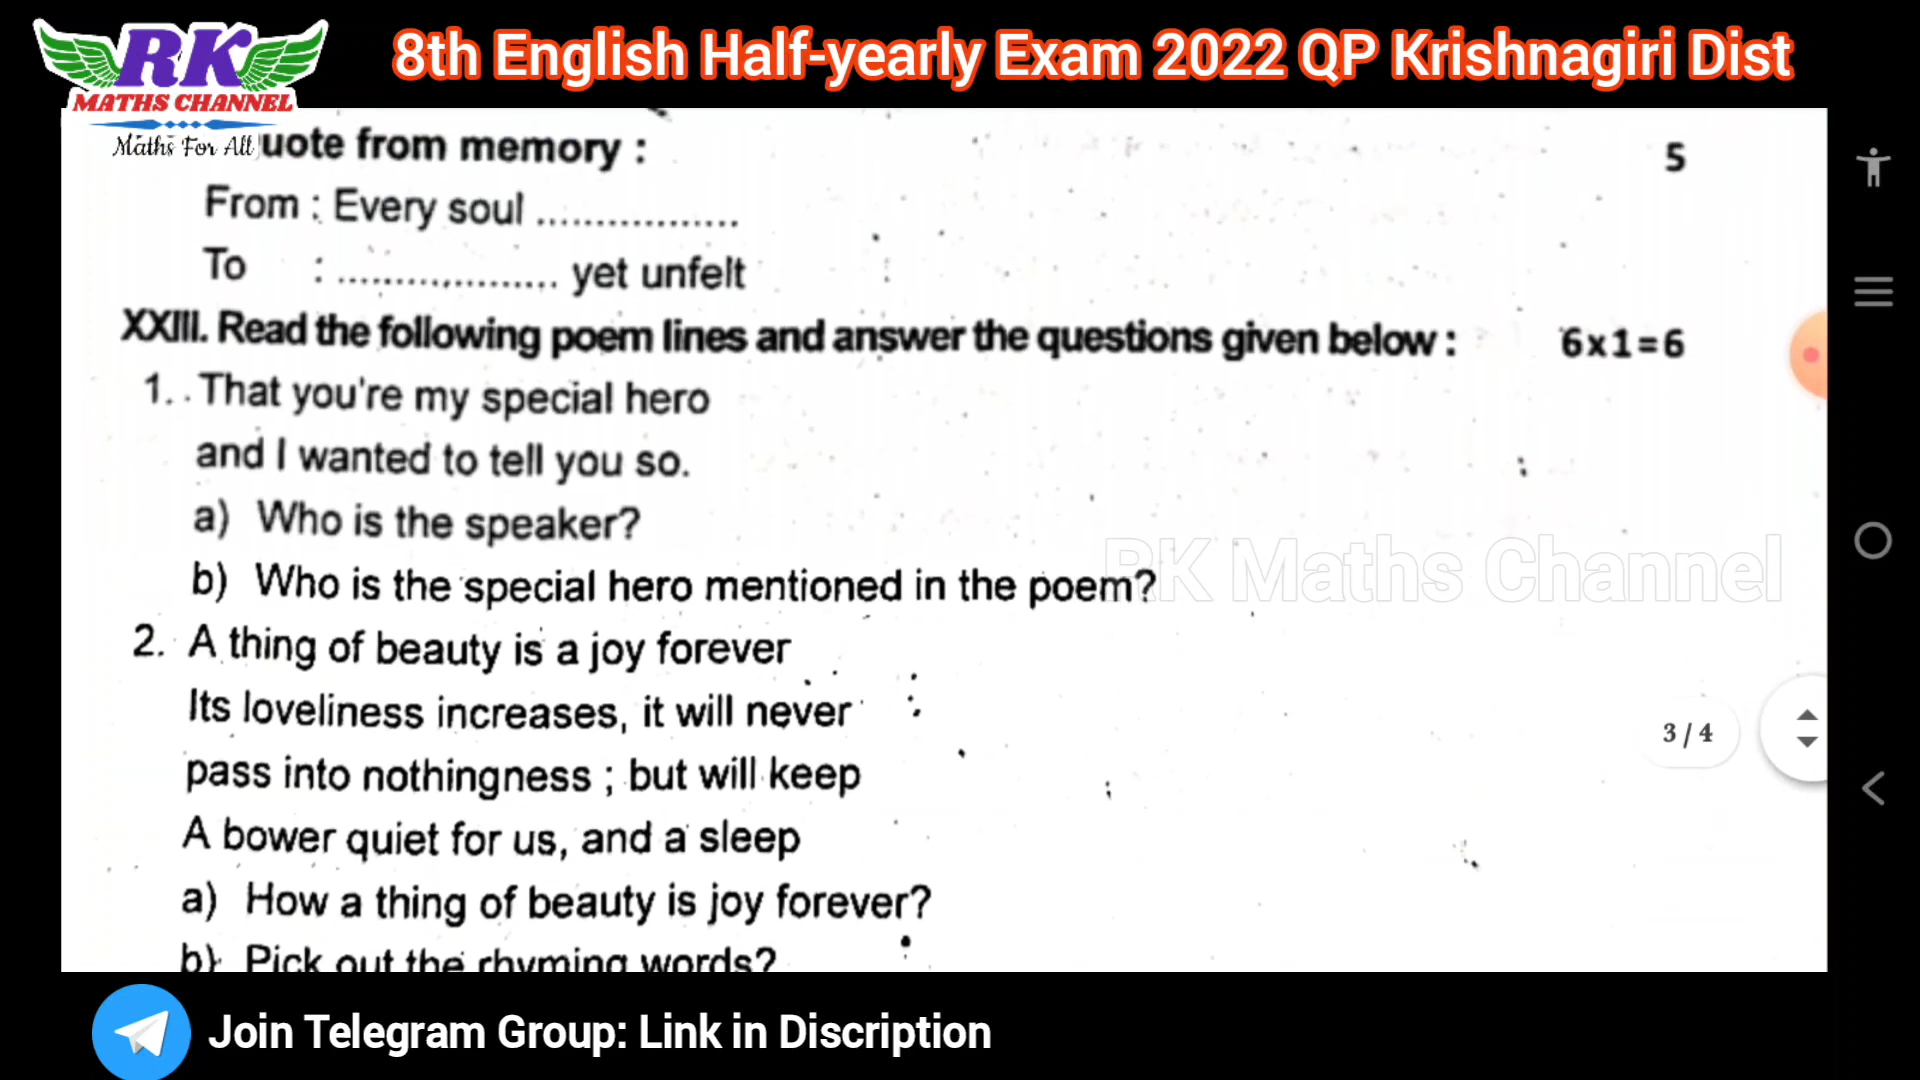 RK
MATHS CHANNEL
Maths For All
8th English Half-yearly Exam 2022 QP Krishnagiri Dist
uote from memory : 5
From : Every soul .................
To : ................... yet unfelt
XXIII. Read the following poem lines and answer the questions given below : 6x1=6
1. That you're my special hero
and I wanted to tell you so.
a) Who is the speaker?
b) Who is the special hero mentioned in the poem?
RK Maths Channel
2. A thing of beauty is a joy forever
Its loveliness increases, it will never
pass into nothingness ; but will keep
A bower quiet for us, and a sleep
a) How a thing of beauty is joy forever?
b) Pick out the rhyming words?
3 / 4
Join Telegram Group: Link in Discription